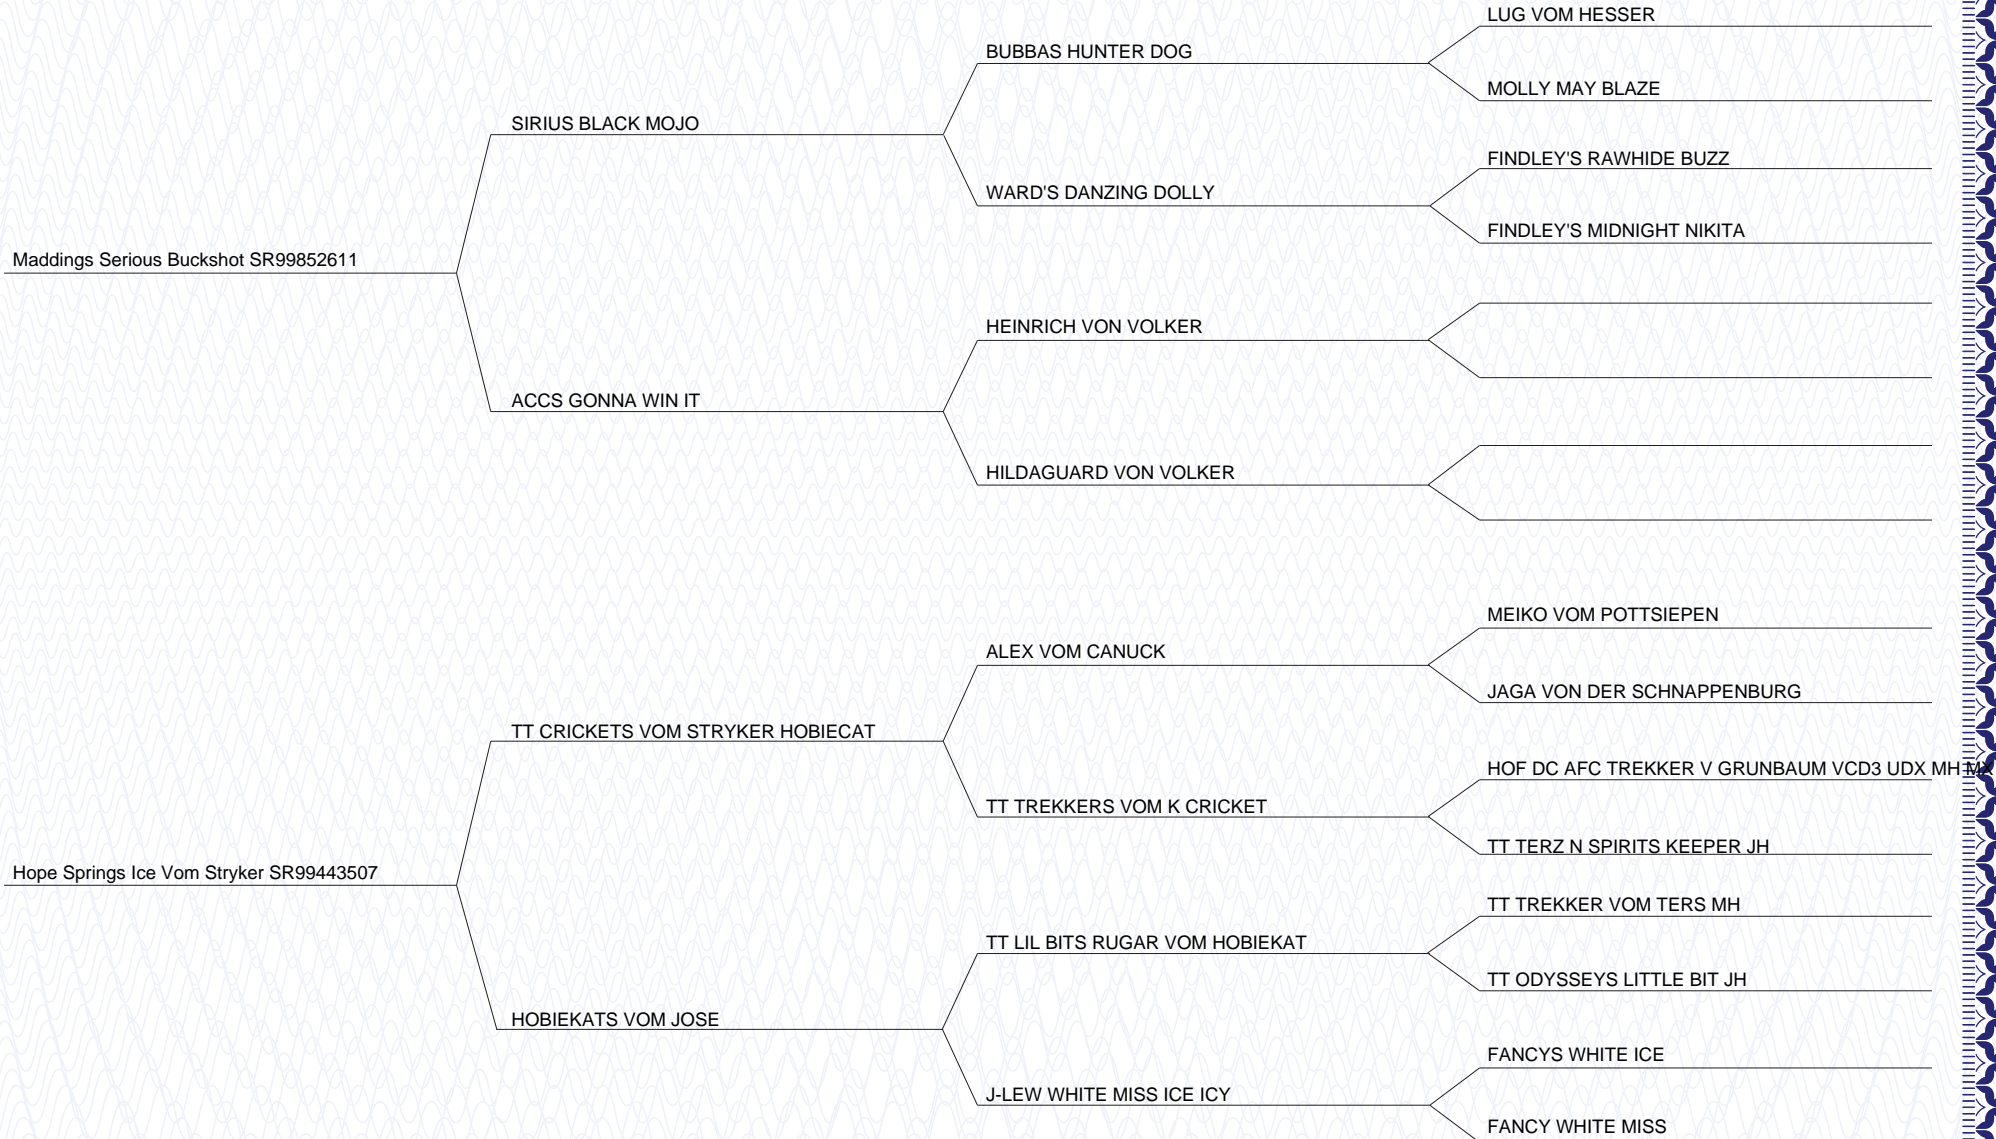 LUG VOM HESSER
BUBBAS HUNTER DOG
MOLLY MAY BLAZE
SIRIUS BLACK MOJO
FINDLEY'S RAWHIDE BUZZ
WARD'S DANZING DOLLY
FINDLEY'S MIDNIGHT NIKITA
Maddings Serious Buckshot SR99852611
HEINRICH VON VOLKER
ACCS GONNA WIN IT
HILDAGUARD VON VOLKER
MEIKO VOM POTTSIEPEN
ALEX VOM CANUCK
JAGA VON DER SCHNAPPENBURG
TT CRICKETS VOM STRYKER HOBIECAT
HOF DC AFC TREKKER V GRUNBAUM VCD3 UDX MH MX
TT TREKKERS VOM K CRICKET
TT TERZ N SPIRITS KEEPER JH
Hope Springs Ice Vom Stryker SR99443507
TT TREKKER VOM TERS MH
TT LIL BITS RUGAR VOM HOBIEKAT
TT ODYSSEYS LITTLE BIT JH
HOBIEKATS VOM JOSE
FANCYS WHITE ICE
J-LEW WHITE MISS ICE ICY
FANCY WHITE MISS